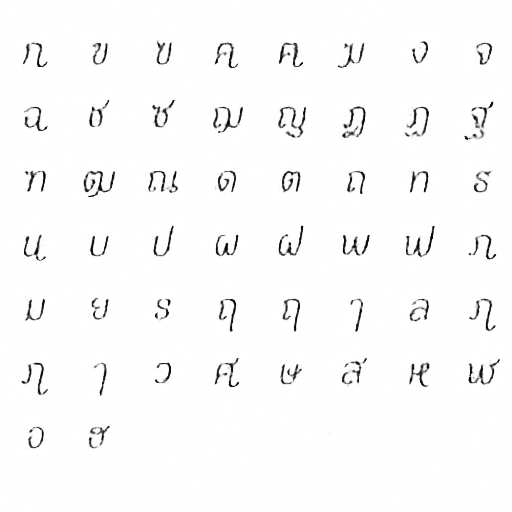 ก ข ฃ ค ฅ ฆ ง จ
ฉ ช ซ ฌ ญ ฎ ฏ ฐ
ฑ ฒ ณ ด ต ถ ท ธ
น บ ป ผ ฝ พ ฟ ภ
ม ย ร ฤ ฤ ๅ ล ฦ
ฦ ๅ ว ศ ษ ส ห ฬ
อ ฮ